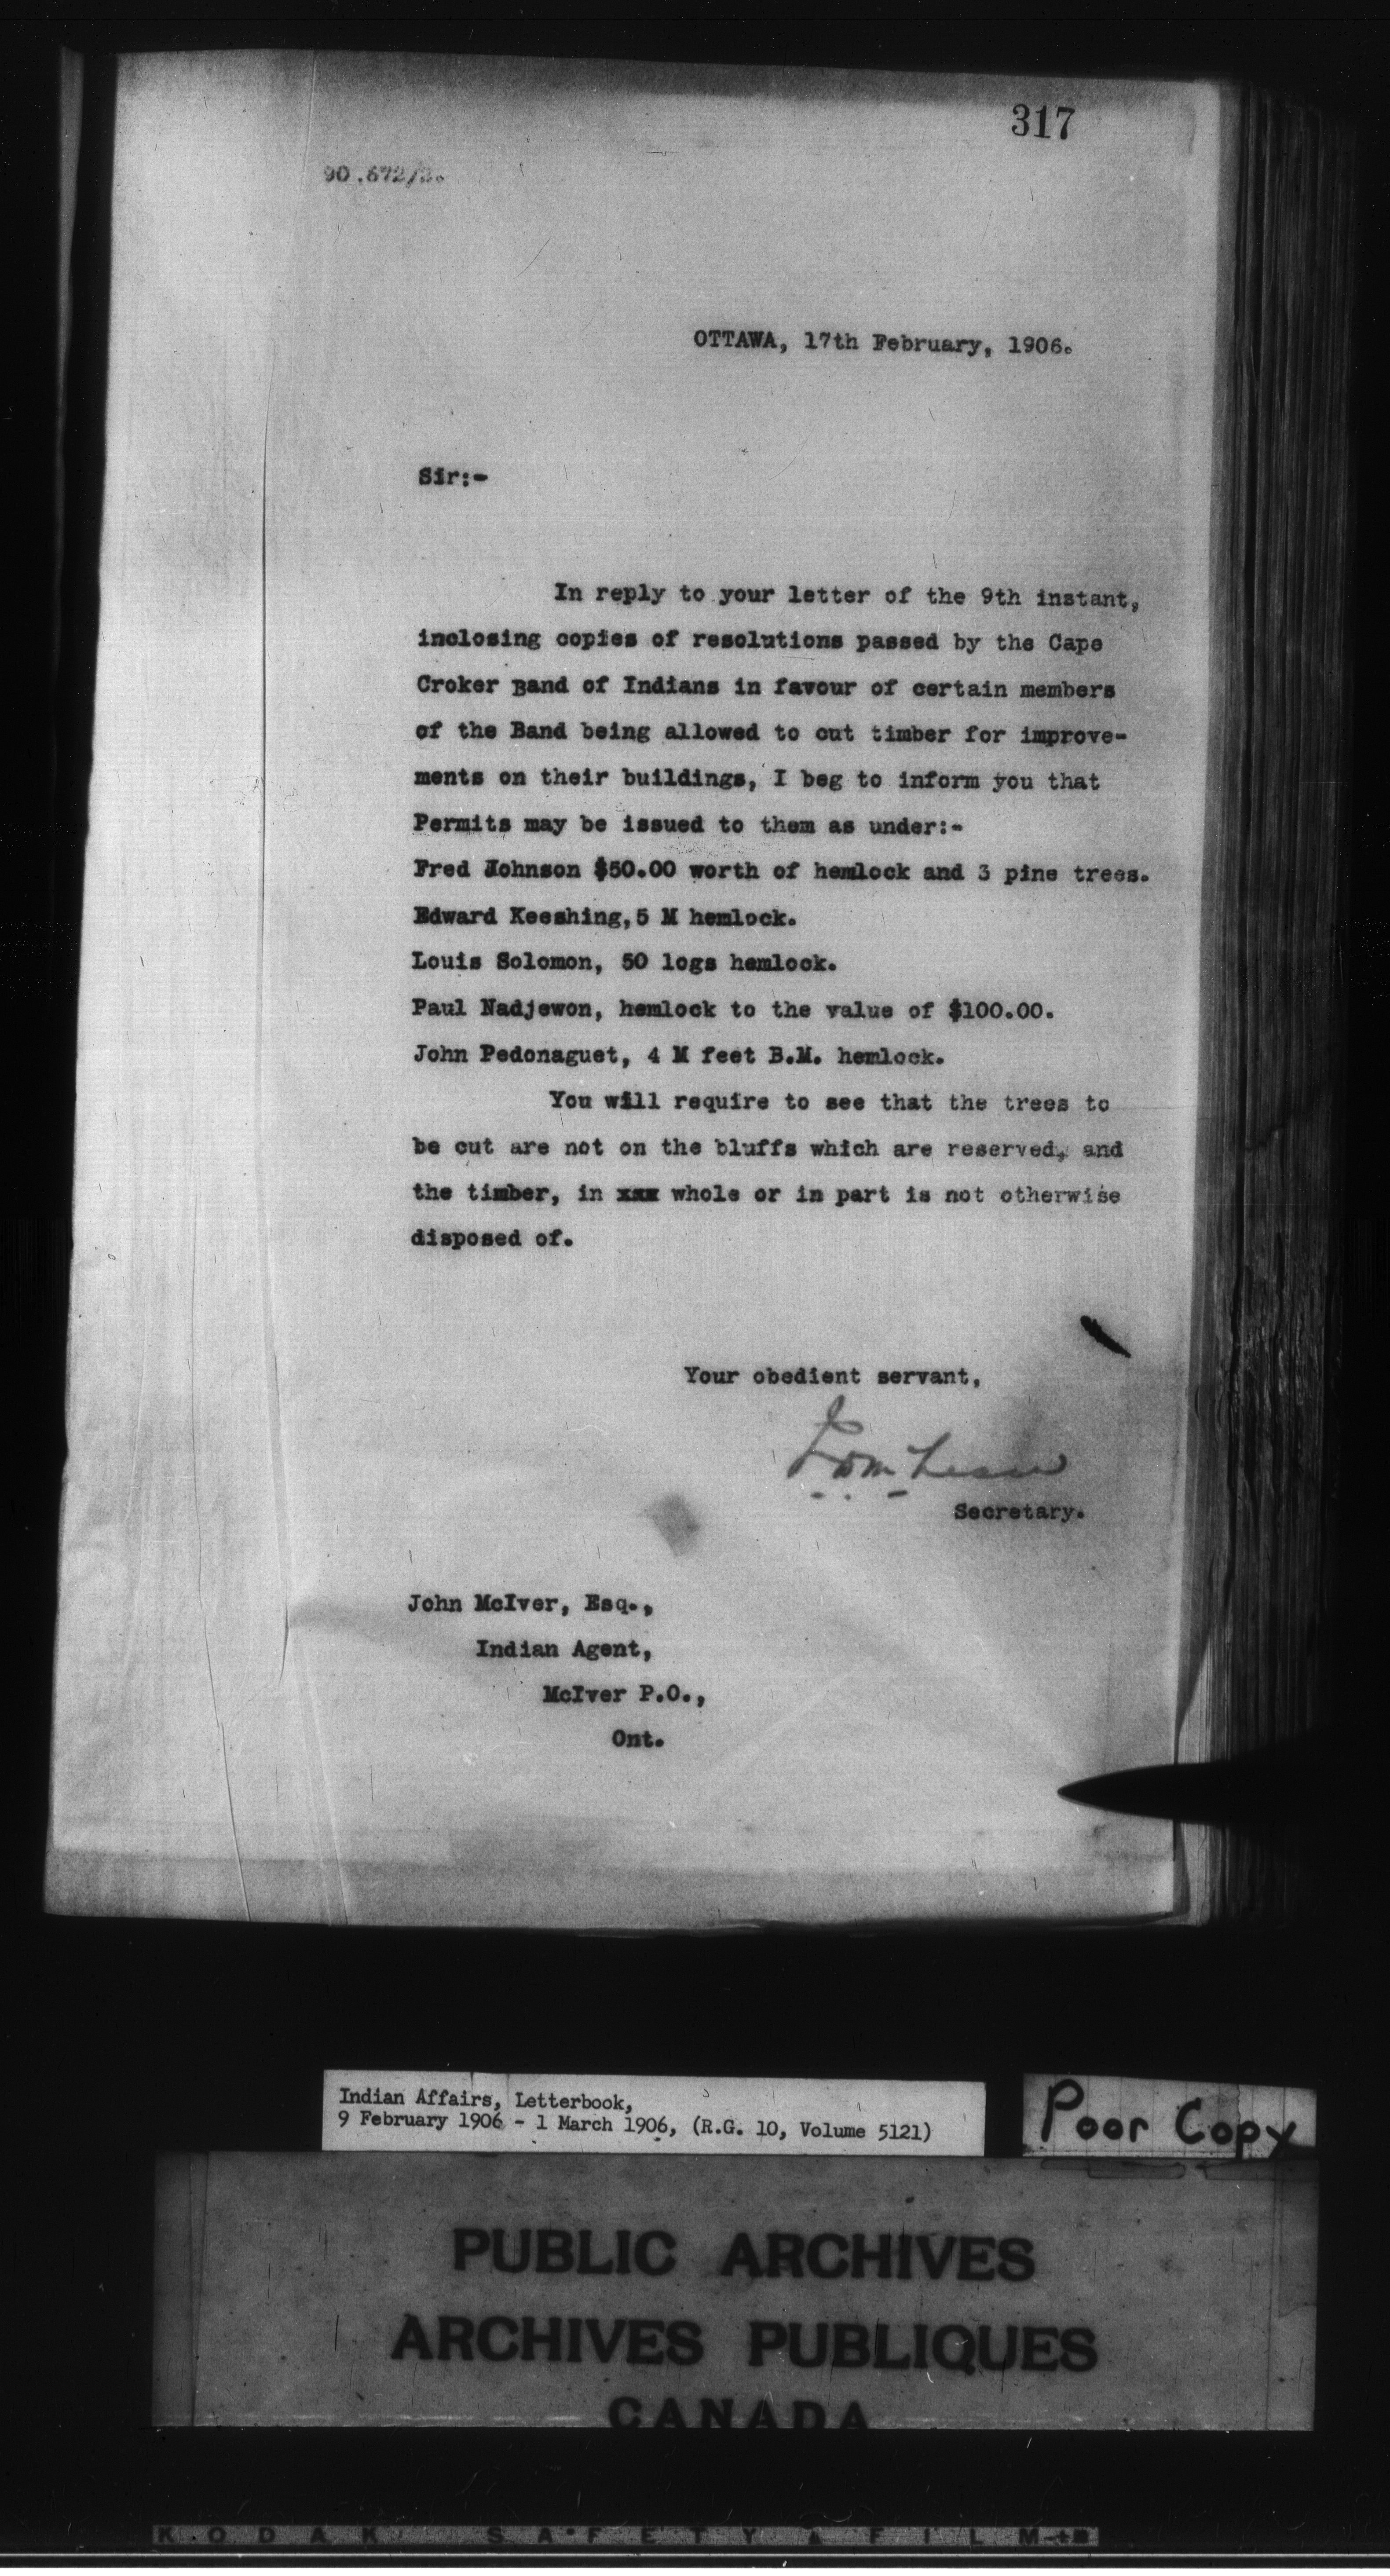 317
90.672/2.
OTTAWA, 17th February, 1906.
Sir:-
In reply to your letter of the 9th instant,
inclosing copies of resolutions passed by the Cape
Croker Band of Indians in favour of certain members
of the Band being allowed to cut timber for improve-
ments on their buildings, I beg to inform you that
Permits may be issued to them as under:-
Fred Johnson $50.00 worth of hemlock and 3 pine trees.
Edward Keeshing, 5 M hemlock.
Louis Solomon, 50 logs hemlock.
Paul Nadjewon, hemlock to the value of $100.00.
John Pedonaguet, 4 M feet B.M. hemlock.
You will require to see that the trees to
be cut are not on the bluffs which are reserved, and
the timber, in xxx whole or in part is not otherwise
disposed of.
Your obedient servant,
Secretary.
John McIver, Esq.,
Indian Agent,
McIver P.O.,
Ont.
Indian Affairs, Letterbook,
9 February 1906 - 1 March 1906, (R.G. 10, Volume 5121)
Poor Copy
PUBLIC ARCHIVES
ARCHIVES PUBLIQUES
CANADA
KODAK SAFETY FILM